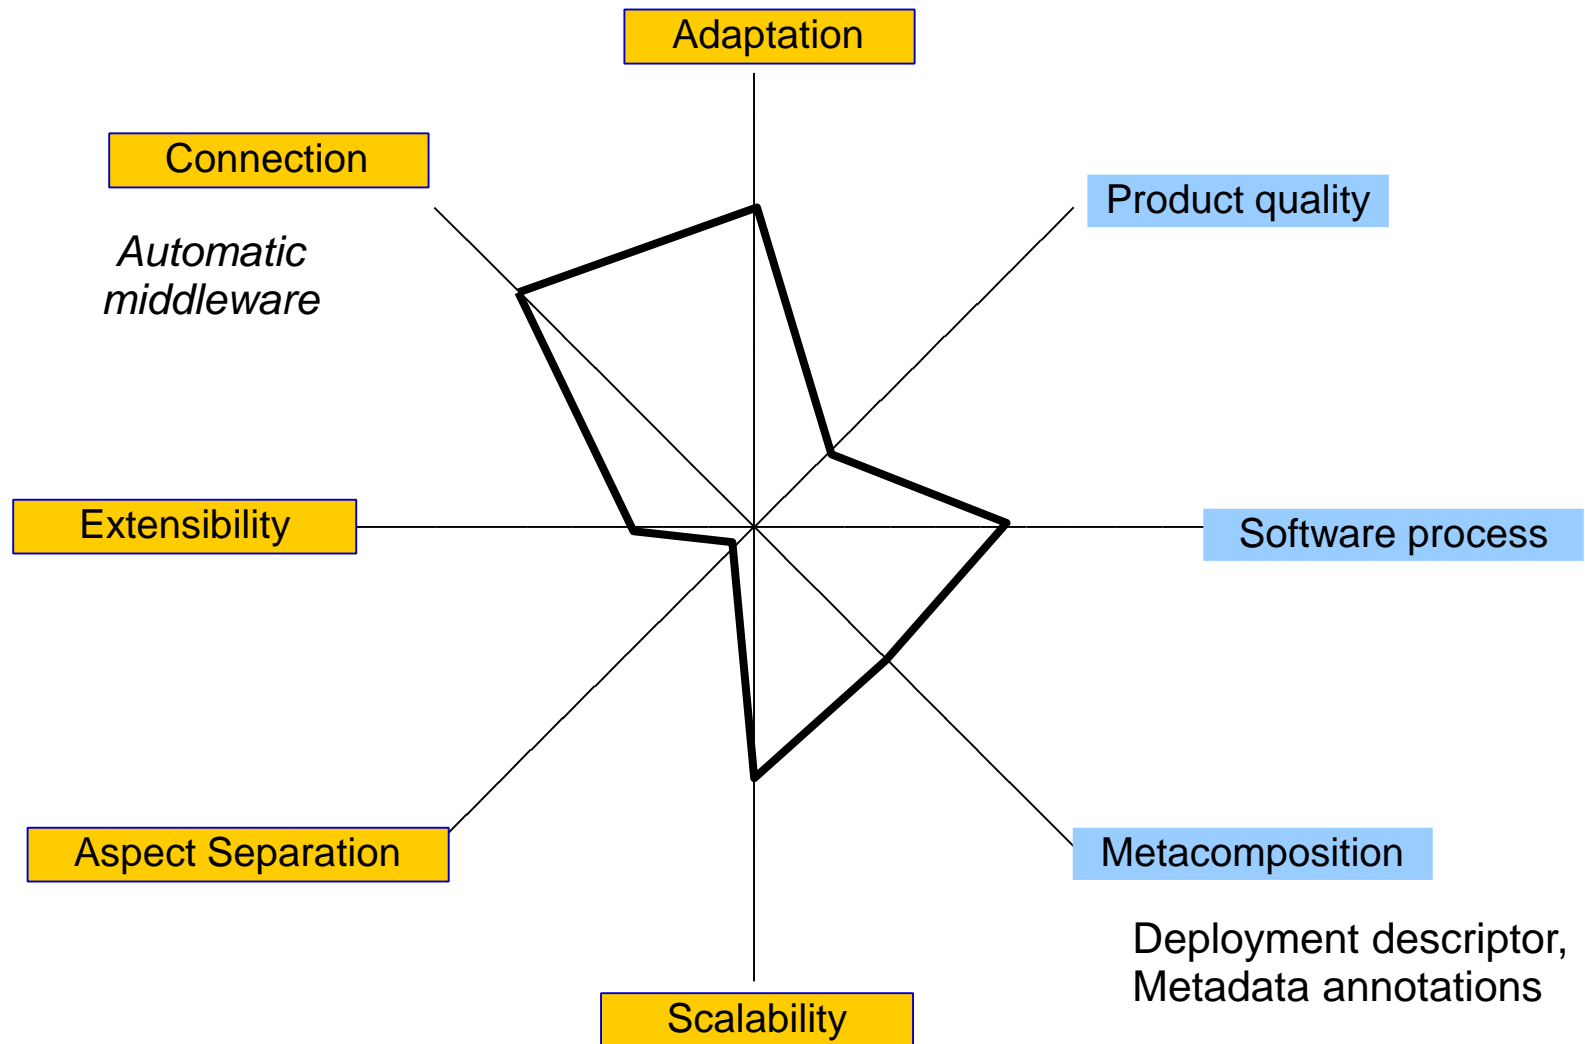 Adaptation
Connection
Product quality
Automatic
middleware
Extensibility
Software process
Aspect Separation
Metacomposition
Deployment descriptor,
Metadata annotations
Scalability